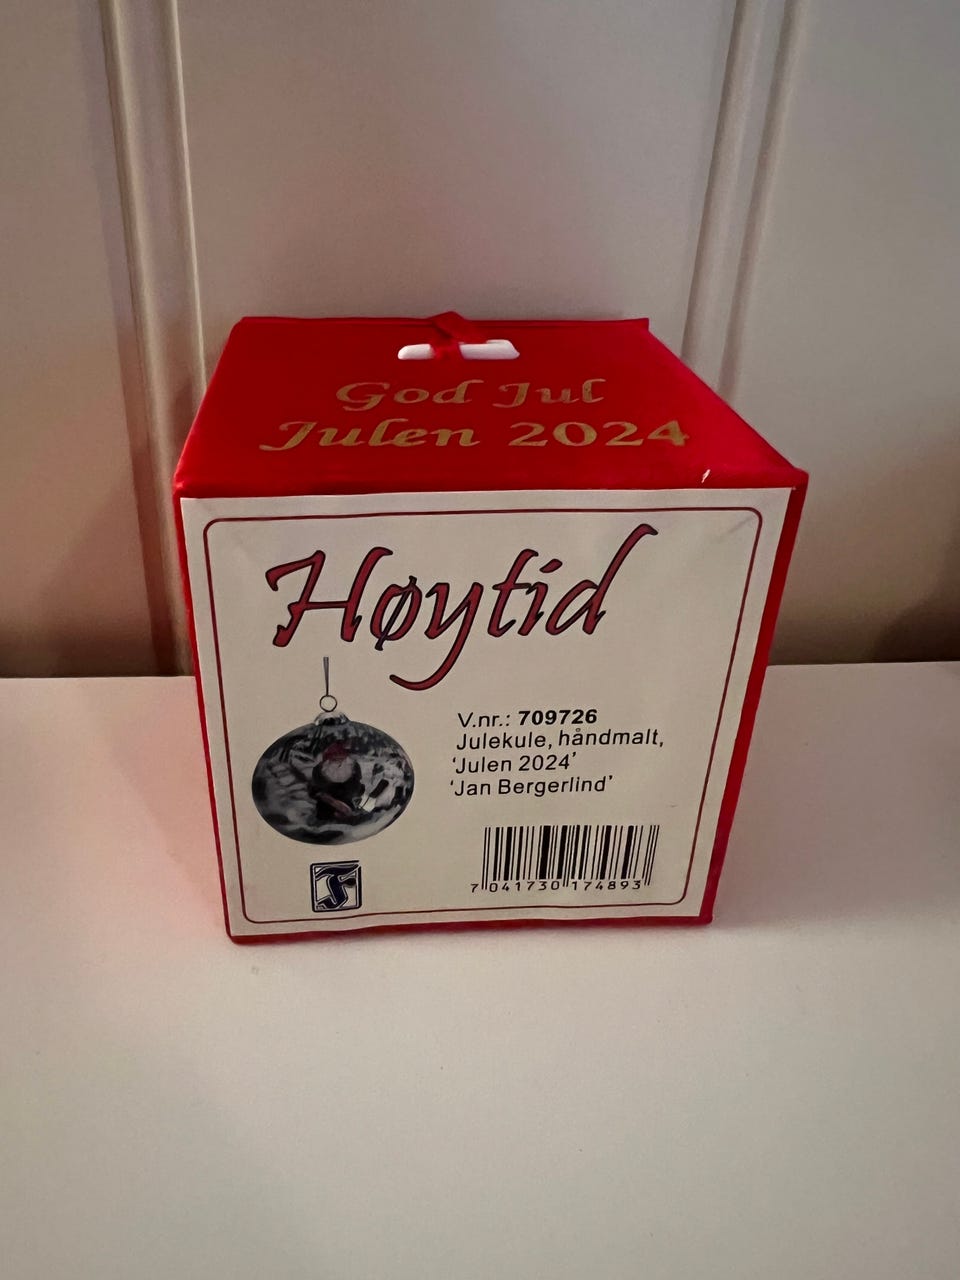 God Jul
Julen 2024
Høytid
V.nr.: 709726
Julekule, håndmalt,
‘Julen 2024’
‘Jan Bergerlind’
7 041730 174893